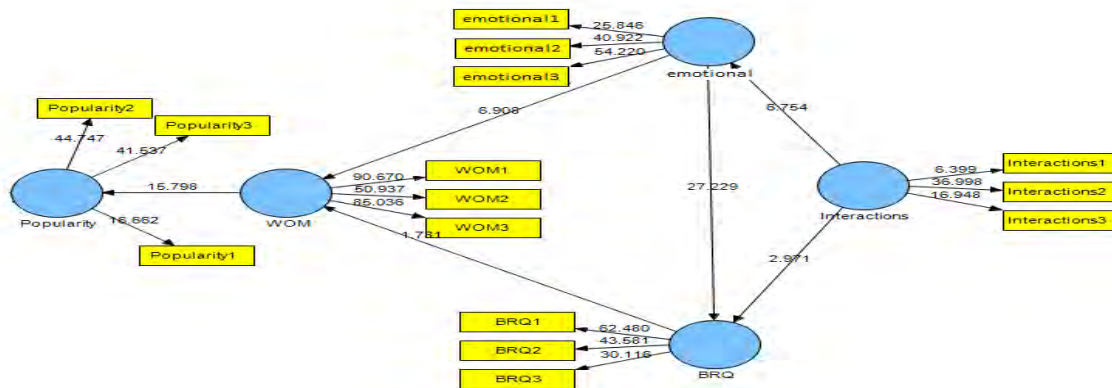 emotional1
25.846
emotional2
40.922
emotional3
54.220
emotional
Popularity2
Popularity3
44.747
41.537
6.908
6.754
WOM1
90.670
WOM2
50.937
WOM3
85.036
Interactions1
6.399
Interactions2
36.998
Interactions3
16.948
15.798
27.229
Popularity
WOM
Interactions
16.662
1.731
Popularity1
2.971
BRQ1
62.480
BRQ2
43.581
BRQ3
30.116
BRQ